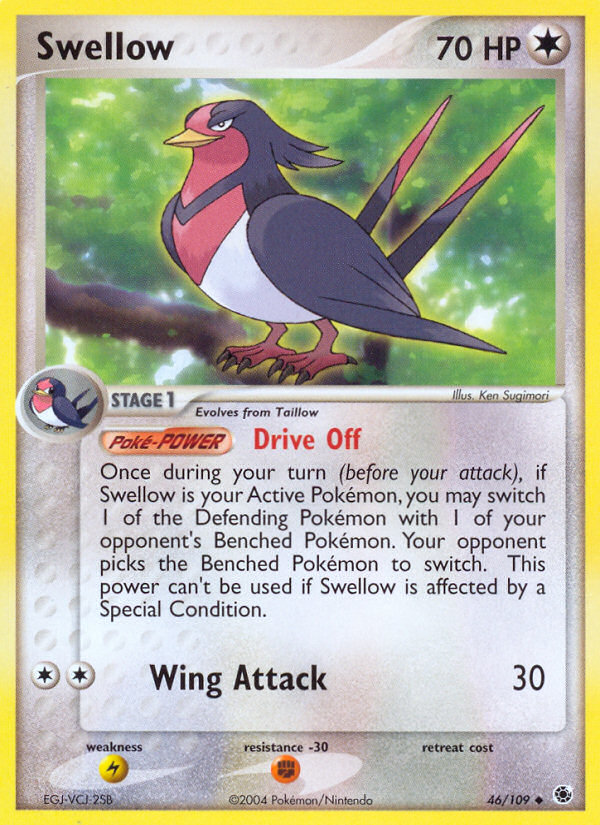 Swellow
70 HP
Illus. Ken Sugimori
STAGE 1
Evolves from Taillow
Poké-POWER Drive Off
Once during your turn (before your attack), if
Swellow is your Active Pokémon, you may switch
1 of the Defending Pokémon with 1 of your
opponent's Benched Pokémon. Your opponent
picks the Benched Pokémon to switch. This
power can't be used if Swellow is affected by a
Special Condition.
Wing Attack 30
weakness resistance -30 retreat cost
EGJ-VCJ-2SB ©2004 Pokémon/Nintendo 46/109